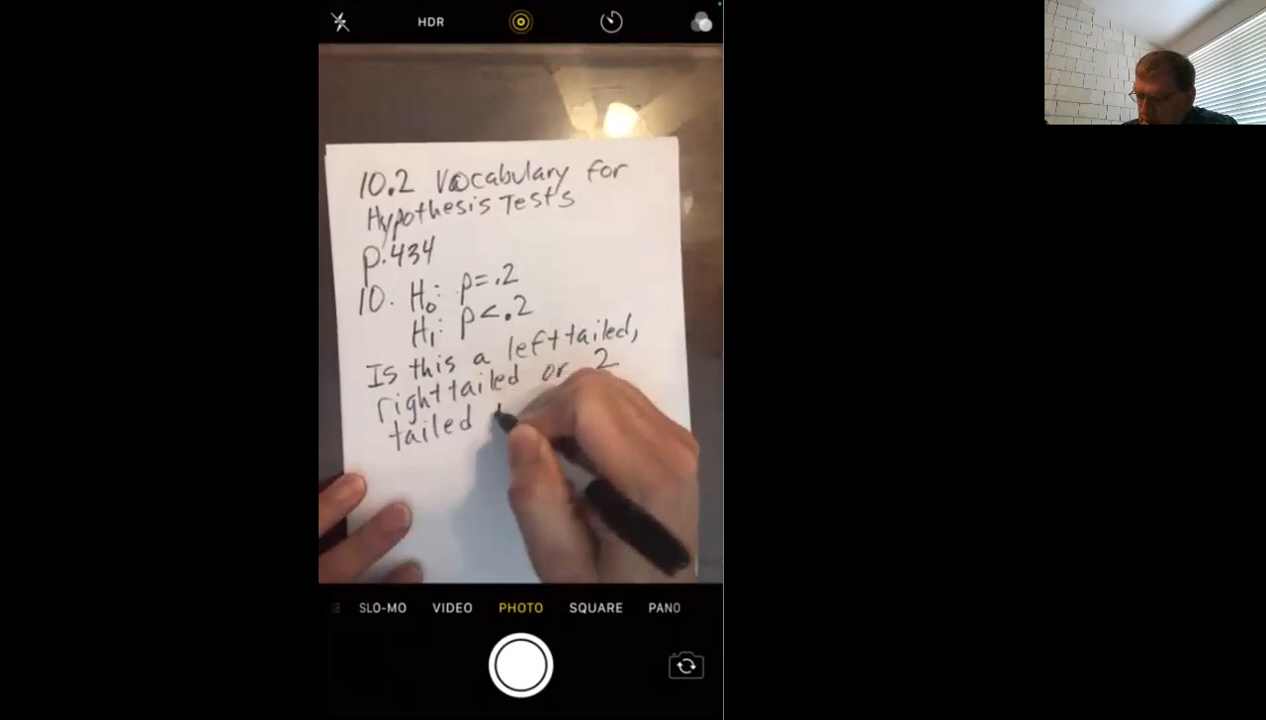 HDR
10.2 Vocabulary for
Hypothesis Tests
p.434
10. H₀: p=.2
H₁: p<.2
Is this a left tailed,
right tailed or 2
tailed
SLO-MO VIDEO PHOTO SQUARE PANO